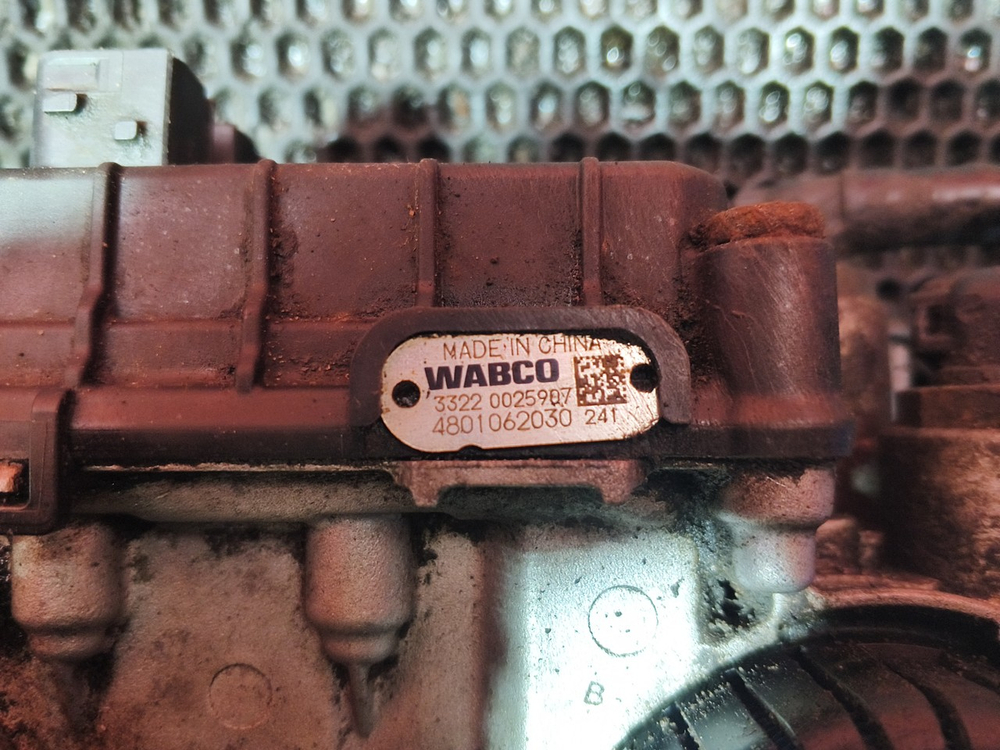 MADE IN CHINA
WABCO
3322 0025907
4801062030 241
B